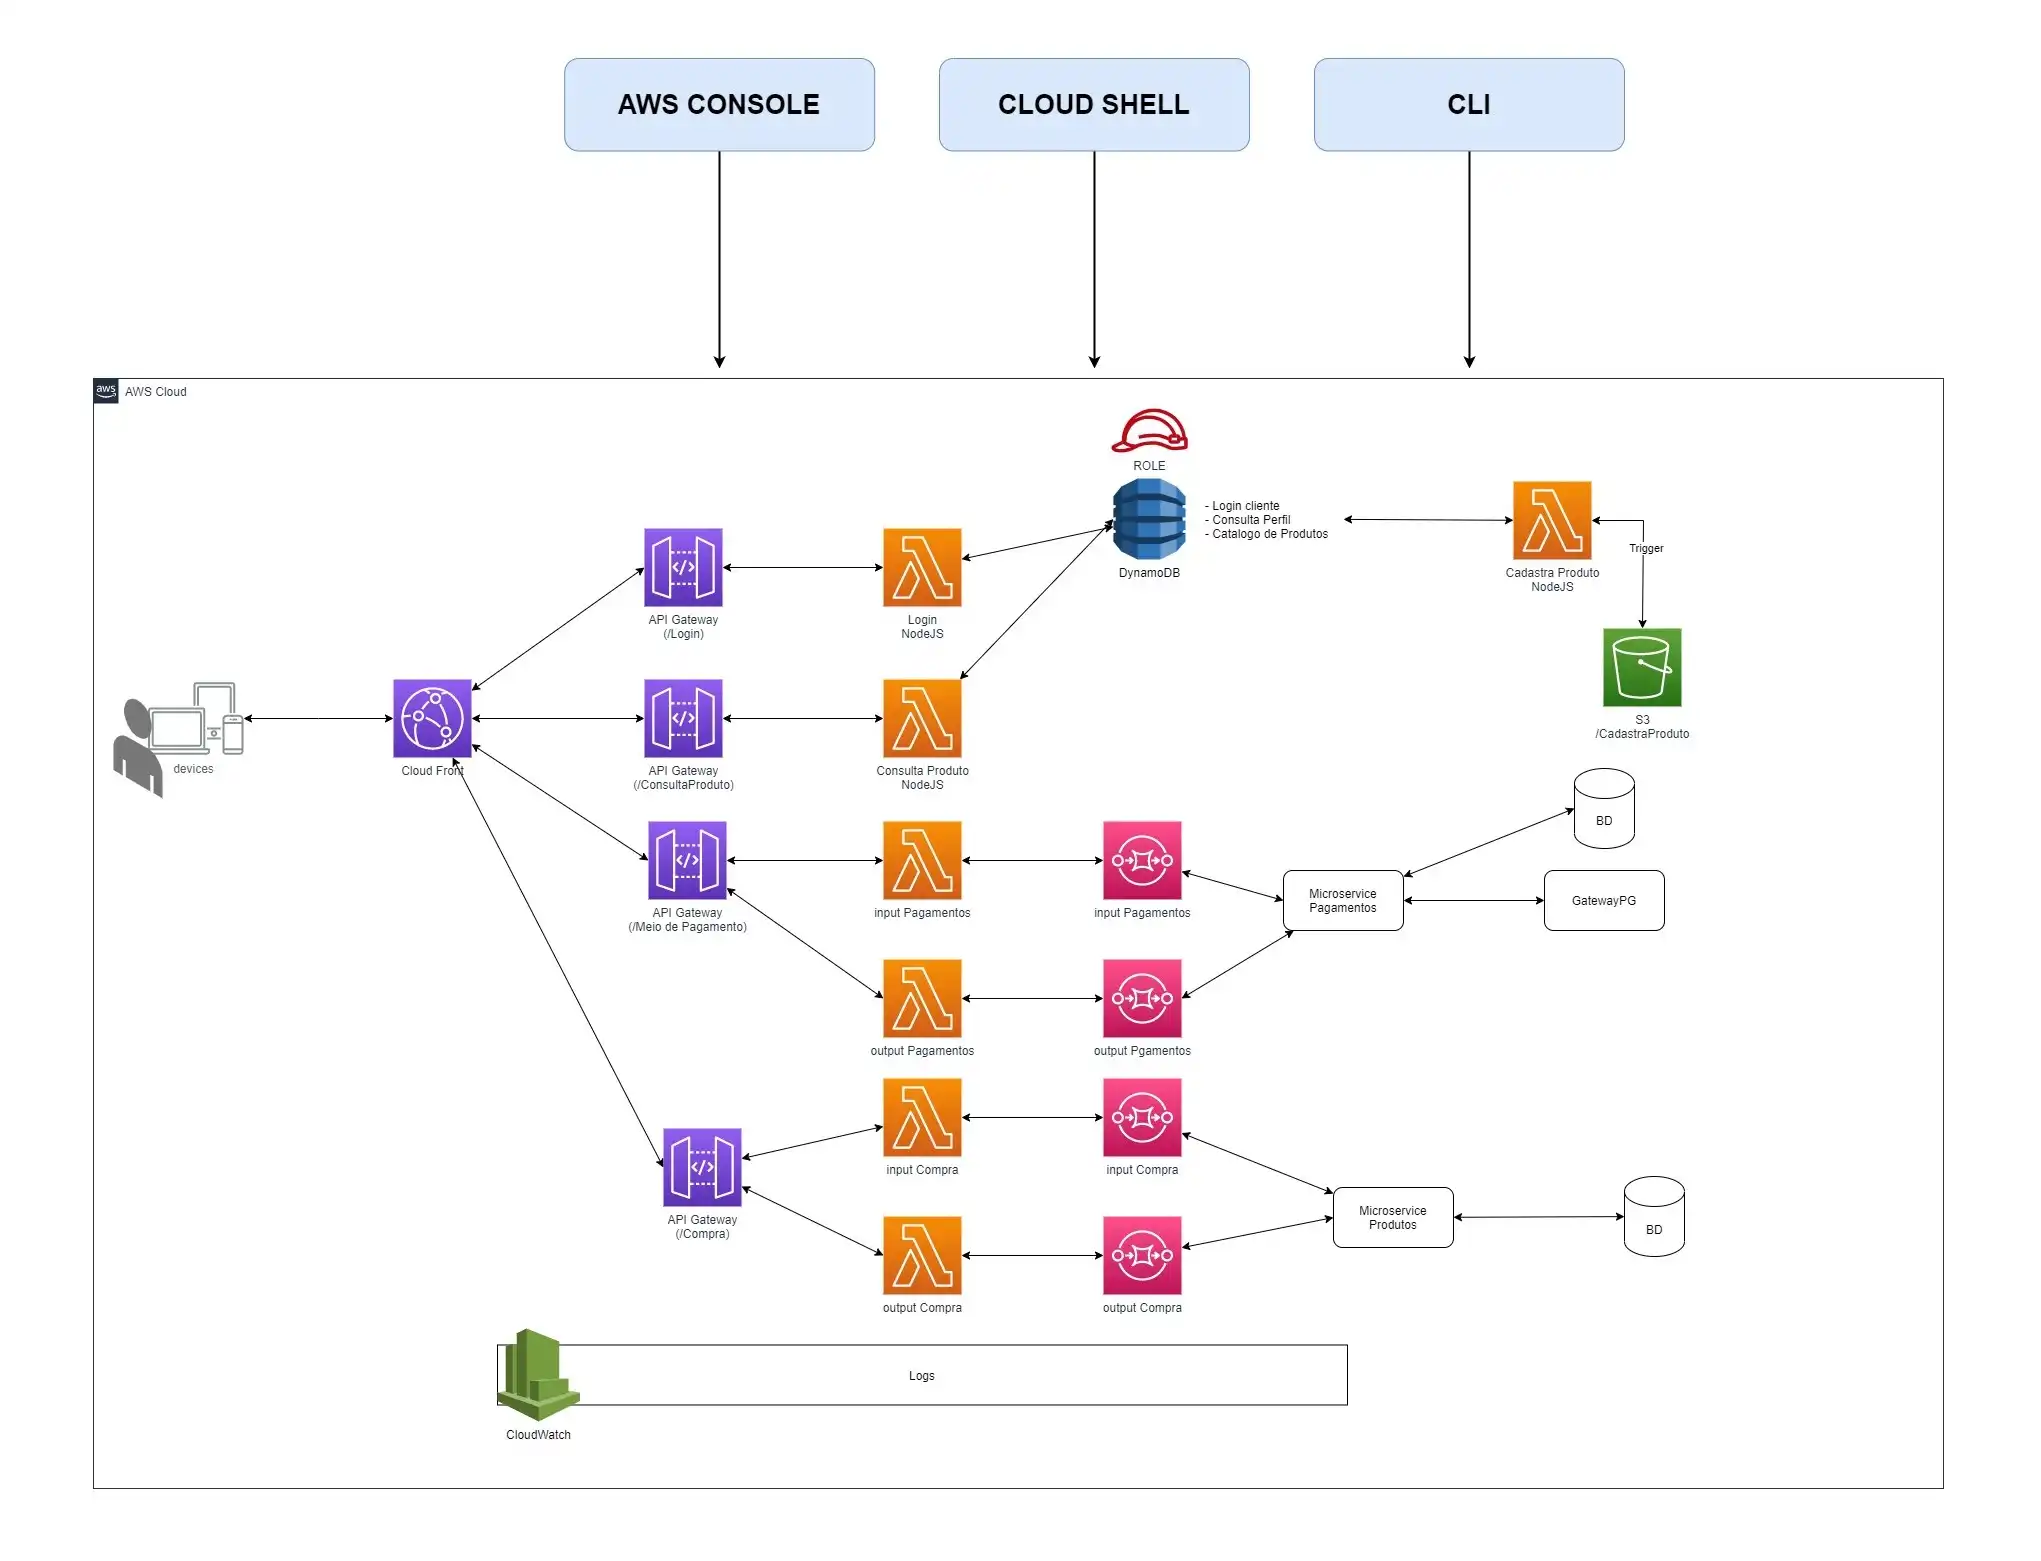 AWS CONSOLE
CLOUD SHELL
CLI
aws
AWS Cloud
ROLE
- Login cliente
- Consulta Perfil
- Catalogo de Produtos
DynamoDB
Cadastra Produto
NodeJS
Trigger
API Gateway
(/Login)
Login
NodeJS
S3
/CadastraProduto
devices
Cloud Front
API Gateway
(/ConsultaProduto)
Consulta Produto
NodeJS
BD
API Gateway
(/Meio de Pagamento)
input Pagamentos
input Pagamentos
Microservice
Pagamentos
GatewayPG
output Pagamentos
output Pgamentos
input Compra
input Compra
API Gateway
(/Compra)
Microservice
Produtos
BD
output Compra
output Compra
Logs
CloudWatch